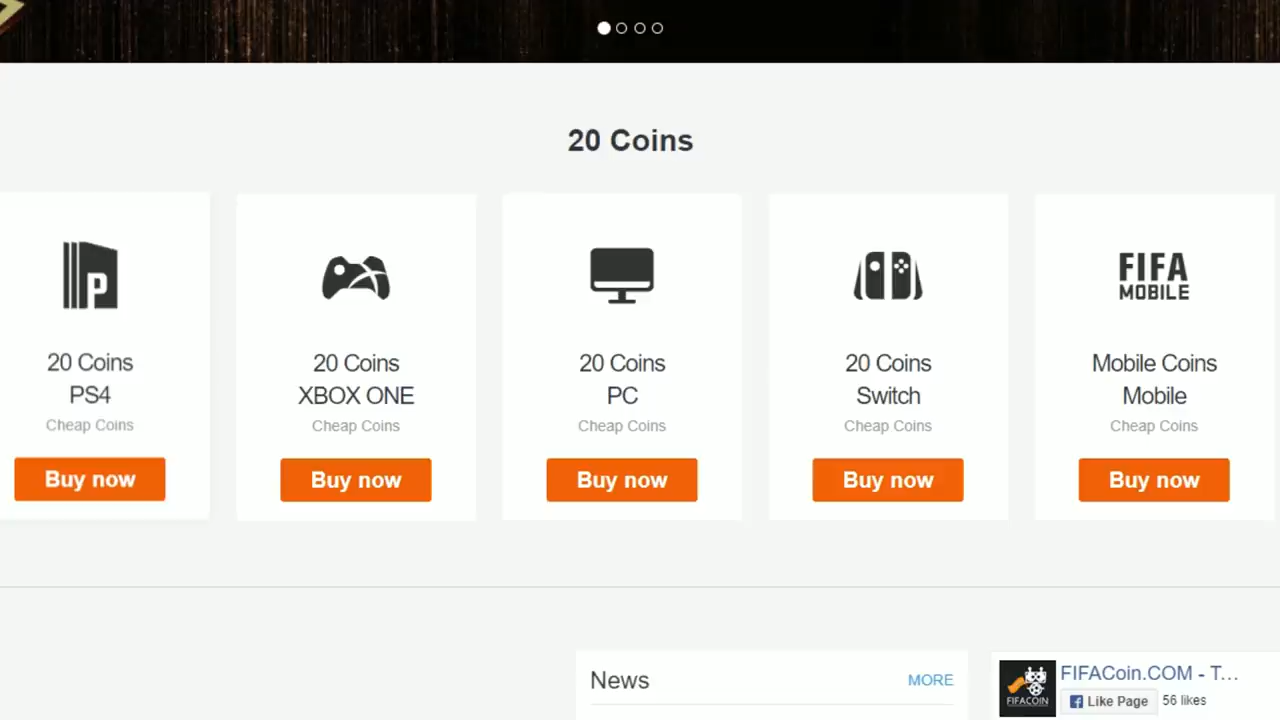 20 Coins
P
20 Coins
PS4
Cheap Coins
Buy now
20 Coins
XBOX ONE
Cheap Coins
Buy now
20 Coins
PC
Cheap Coins
Buy now
20 Coins
Switch
Cheap Coins
Buy now
FIFA
MOBILE
Mobile Coins
Mobile
Cheap Coins
Buy now
News
MORE
FIFACOIN
FIFACoin.COM - T...
f Like Page
56 likes